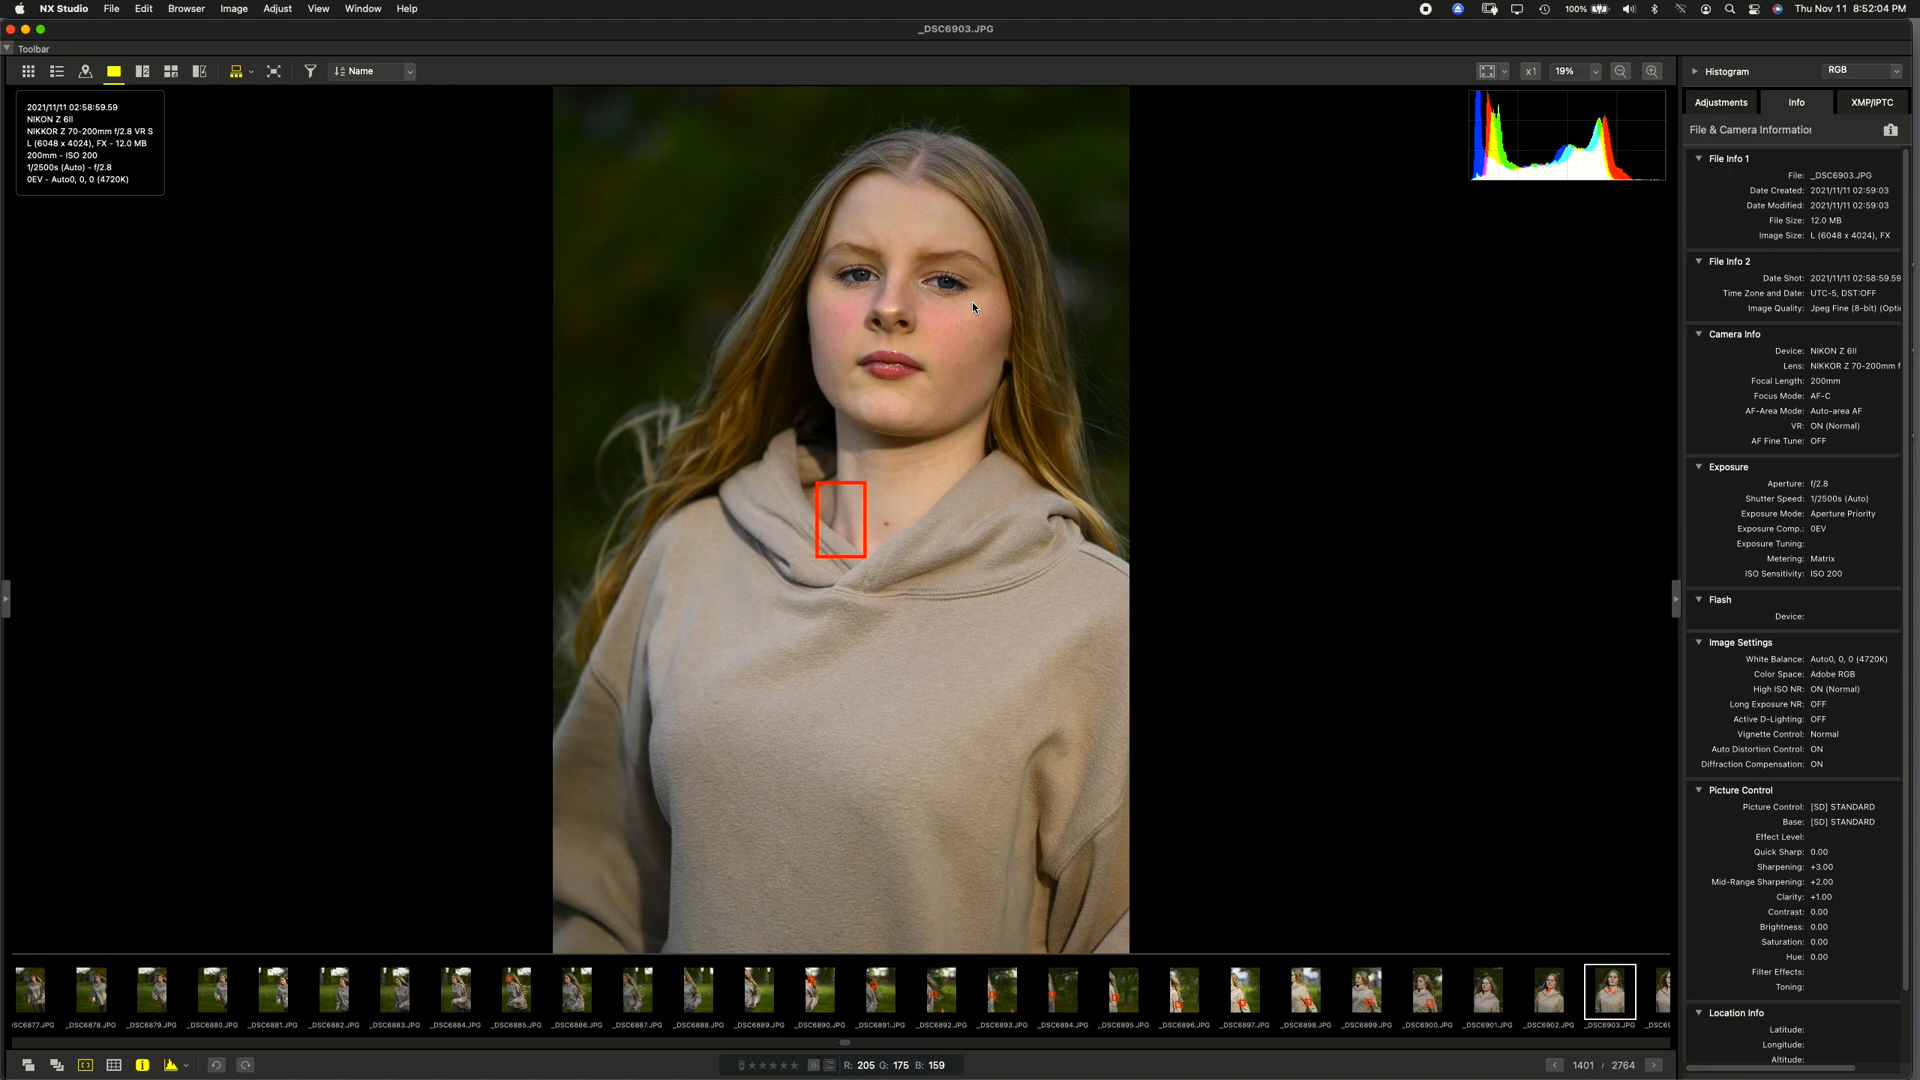 NX Studio File Edit Browser Image Adjust View Window Help 100% Thu Nov 11 8:52:04 PM
_DSC6903.JPG
Toolbar
Name x1 19% Histogram RGB
2021/11/11 02:58:59.59
NIKON Z 6II
NIKKOR Z 70-200mm f/2.8 VR S
L (6048 x 4024), FX - 12.0 MB
200mm - ISO 200
1/2500s (Auto) - f/2.8
0EV - Auto0, 0, 0 (4720K)
Adjustments Info XMP/IPTC
File & Camera Information
File Info 1
File: _DSC6903.JPG
Date Created: 2021/11/11 02:59:03
Date Modified: 2021/11/11 02:59:03
File Size: 12.0 MB
Image Size: L (6048 x 4024), FX
File Info 2
Date Shot: 2021/11/11 02:58:59.59
Time Zone and Date: UTC-5, DST:OFF
Image Quality: Jpeg Fine (8-bit) (Opti
Camera Info
Device: NIKON Z 6II
Lens: NIKKOR Z 70-200mm f
Focal Length: 200mm
Focus Mode: AF-C
AF-Area Mode: Auto-area AF
VR: ON (Normal)
AF Fine Tune: OFF
Exposure
Aperture: f/2.8
Shutter Speed: 1/2500s (Auto)
Exposure Mode: Aperture Priority
Exposure Comp.: 0EV
Exposure Tuning:
Metering: Matrix
ISO Sensitivity: ISO 200
Flash
Device:
Image Settings
White Balance: Auto0, 0, 0 (4720K)
Color Space: Adobe RGB
High ISO NR: ON (Normal)
Long Exposure NR: OFF
Active D-Lighting: OFF
Vignette Control: Normal
Auto Distortion Control: ON
Diffraction Compensation: ON
Picture Control
Picture Control: [SD] STANDARD
Base: [SD] STANDARD
Effect Level:
Quick Sharp: 0.00
Sharpening: +3.00
Mid-Range Sharpening: +2.00
Clarity: +1.00
Contrast: 0.00
Brightness: 0.00
Saturation: 0.00
Hue: 0.00
Filter Effects:
Toning:
Location Info
Latitude:
Longitude:
Altitude:
SC6877.JPG _DSC6878.JPG _DSC6879.JPG _DSC6880.JPG _DSC6881.JPG _DSC6882.JPG _DSC6883.JPG _DSC6884.JPG _DSC6885.JPG _DSC6886.JPG _DSC6887.JPG _DSC6888.JPG _DSC6889.JPG _DSC6890.JPG _DSC6891.JPG _DSC6892.JPG _DSC6893.JPG _DSC6894.JPG _DSC6895.JPG _DSC6896.JPG _DSC6897.JPG _DSC6898.JPG _DSC6899.JPG _DSC6900.JPG _DSC6901.JPG _DSC6902.JPG _DSC6903.JPG _DSC6
R: 205 G: 175 B: 159 1401 / 2764